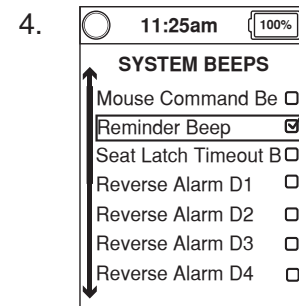 4.
11:25am 100%
SYSTEM BEEPS
Mouse Command Be
Reminder Beep
Seat Latch Timeout B
Reverse Alarm D1
Reverse Alarm D2
Reverse Alarm D3
Reverse Alarm D4